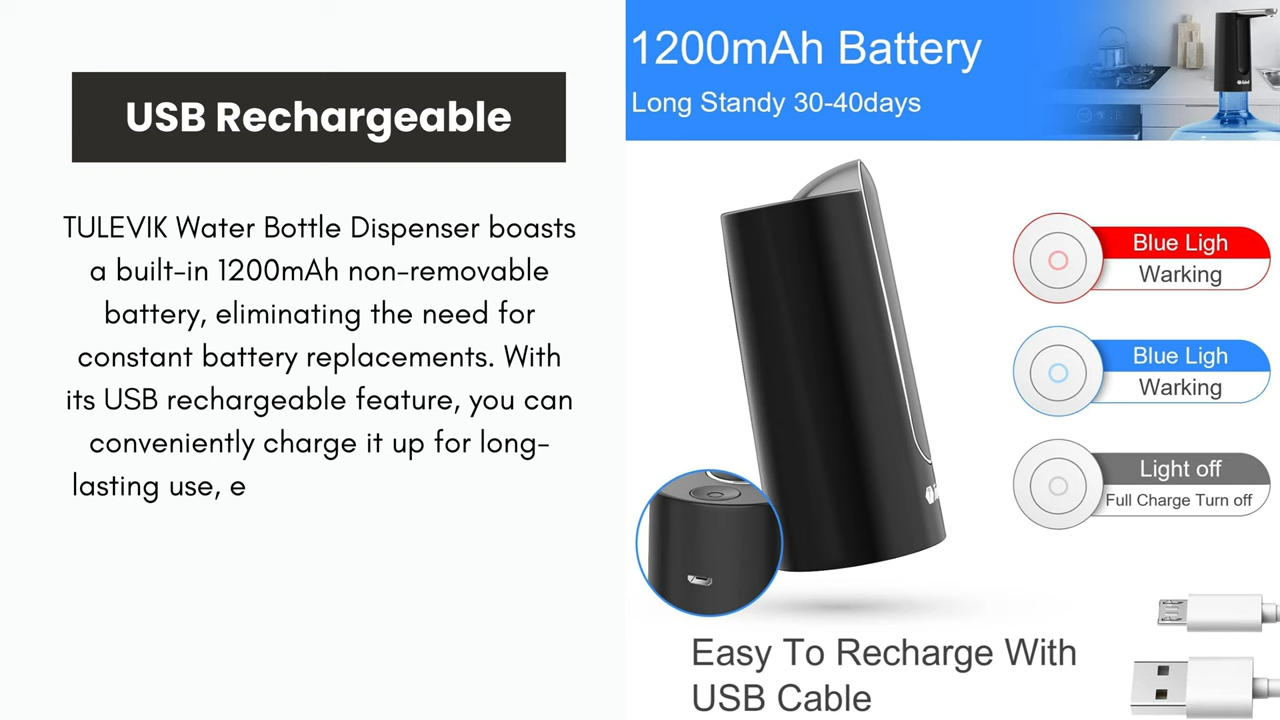 USB Rechargeable
TULEVIK Water Bottle Dispenser boasts
a built-in 1200mAh non-removable
battery, eliminating the need for
constant battery replacements. With
its USB rechargeable feature, you can
conveniently charge it up for long-
lasting use, e
1200mAh Battery
Long Standy 30-40days
Blue Ligh
Warking
Blue Ligh
Warking
Light off
Full Charge Turn off
Easy To Recharge With
USB Cable